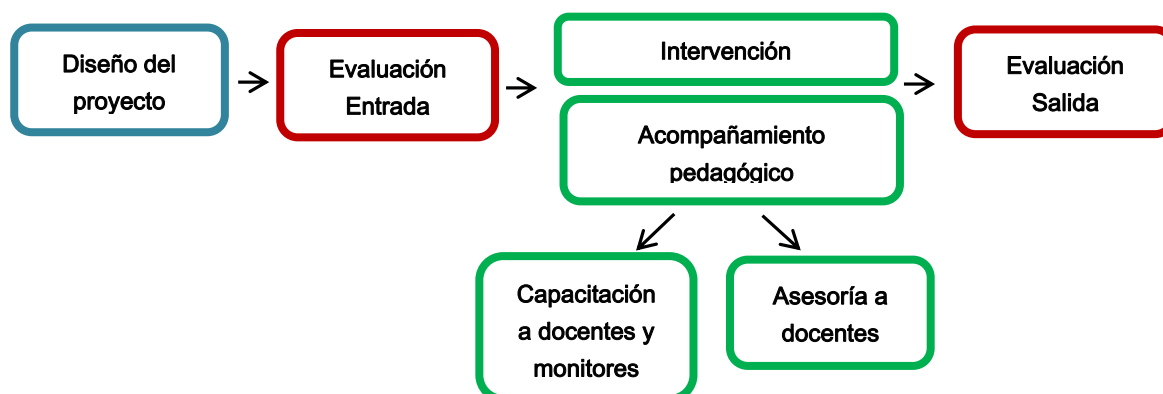 Diseño del
proyecto
Evaluación
Entrada
Intervención
Acompañamiento
pedagógico
Evaluación
Salida
Capacitación
a docentes y
monitores
Asesoría a
docentes